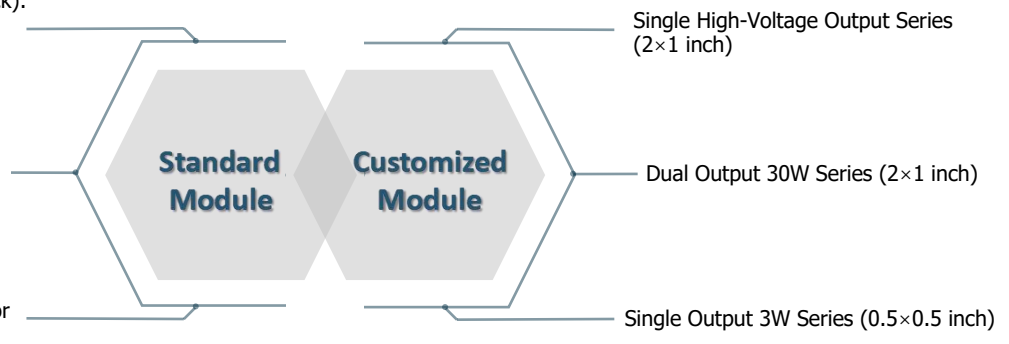 k).
Single High-Voltage Output Series
(2×1 inch)
Standard
Module
Customized
Module
Dual Output 30W Series (2×1 inch)
or
Single Output 3W Series (0.5×0.5 inch)